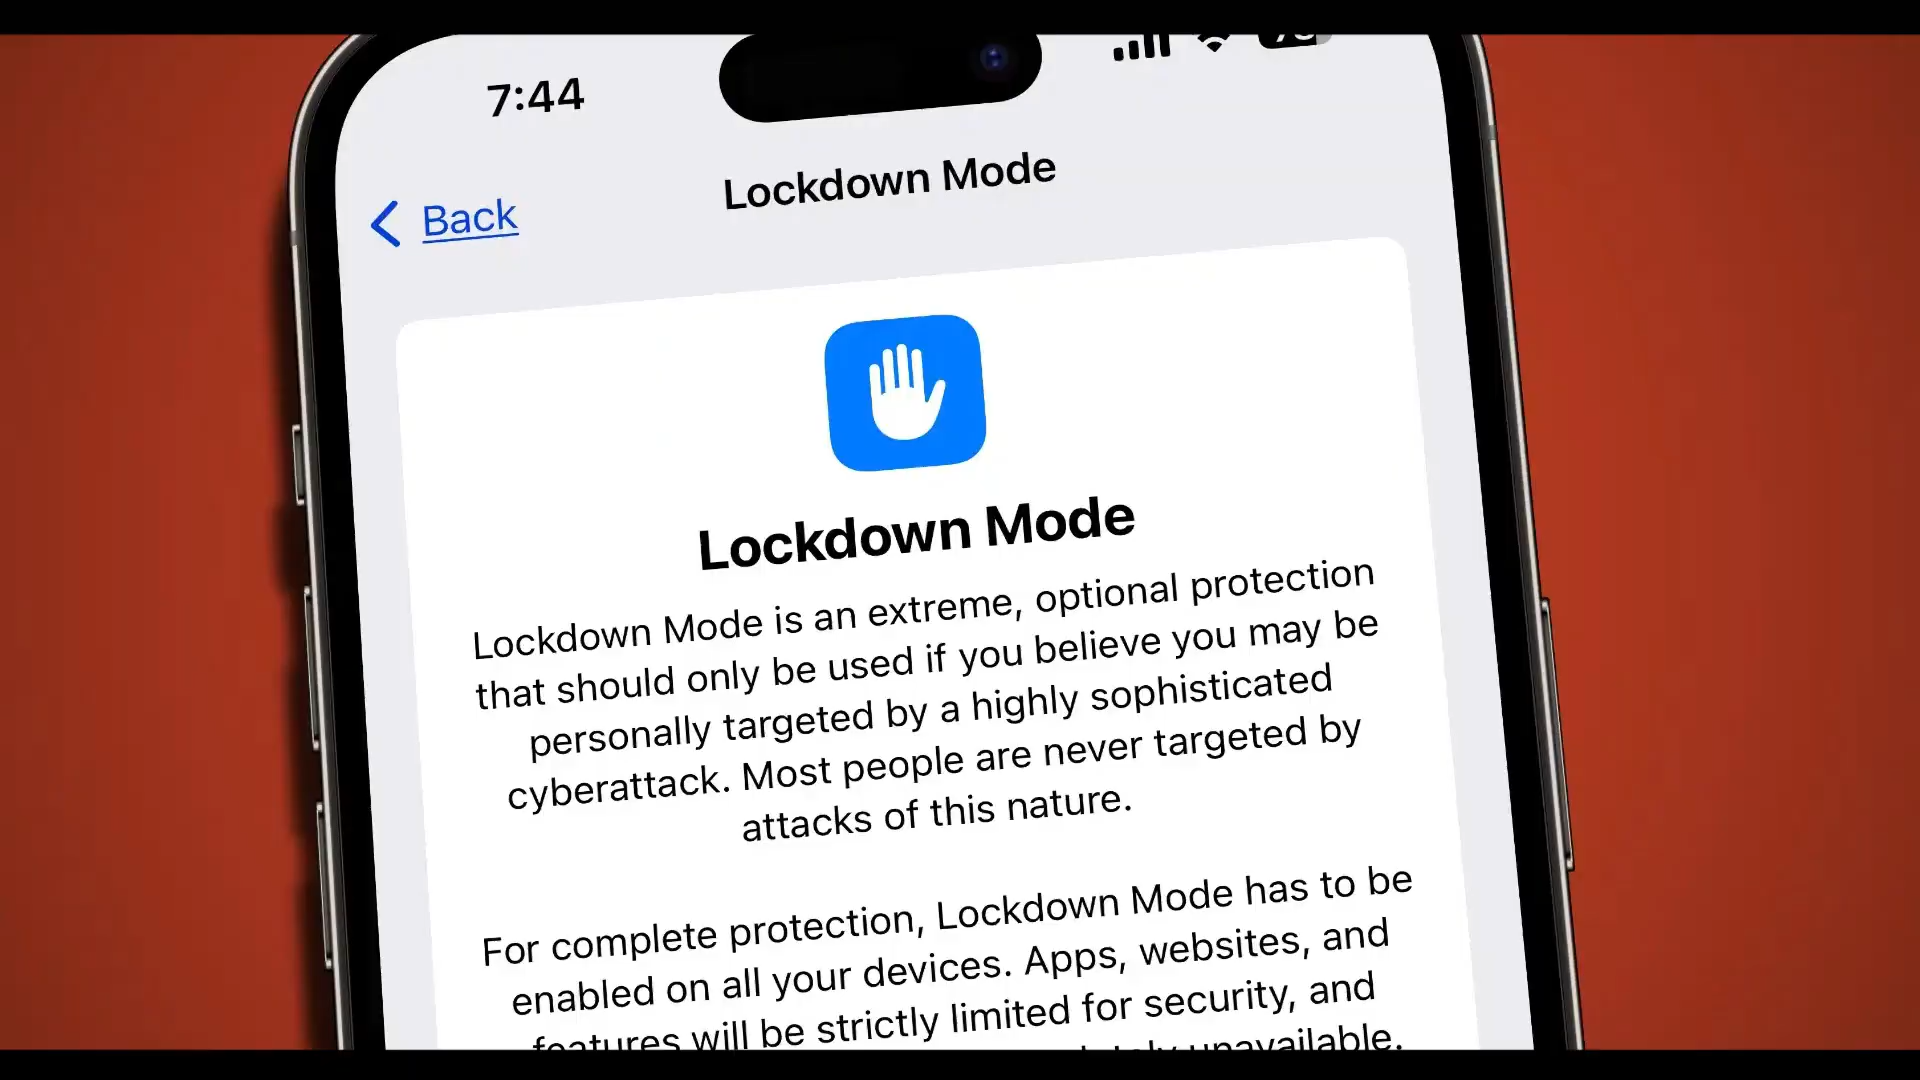 7:44
Back
Lockdown Mode
Lockdown Mode
Lockdown Mode is an extreme, optional protection
that should only be used if you believe you may be
personally targeted by a highly sophisticated
cyberattack. Most people are never targeted by
attacks of this nature.
For complete protection, Lockdown Mode has to be
enabled on all your devices. Apps, websites, and
features will be strictly limited for security, and
unavailable.